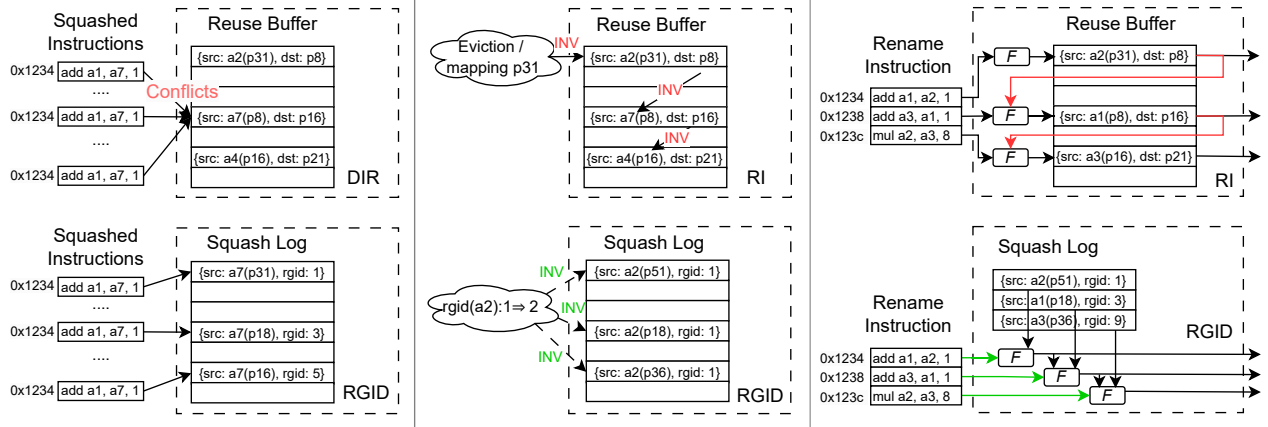 Squashed
Instructions
0x1234 add a1, a7, 1
....
0x1234 add a1, a7, 1
....
0x1234 add a1, a7, 1
Conflicts
Reuse Buffer
{src: a2(p31), dst: p8}
{src: a7(p8), dst: p16}
{src: a4(p16), dst: p21}
DIR
Eviction /
mapping p31
INV
Reuse Buffer
{src: a2(p31), dst: p8}
INV
{src: a7(p8), dst: p16}
INV
{src: a4(p16), dst: p21}
RI
Rename
Instruction
0x1234 add a1, a2, 1
0x1238 add a3, a1, 1
0x123c mul a2, a3, 8
F
F
F
Reuse Buffer
{src: a2(p31), dst: p8}
{src: a1(p8), dst: p16}
{src: a3(p16), dst: p21}
RI
Squashed
Instructions
0x1234 add a1, a7, 1
....
0x1234 add a1, a7, 1
....
0x1234 add a1, a7, 1
Squash Log
{src: a7(p31), rgid: 1}
{src: a7(p18), rgid: 3}
{src: a7(p16), rgid: 5}
RGID
rgid(a2):1⇒ 2
INV
INV
INV
Squash Log
{src: a2(p51), rgid: 1}
{src: a2(p18), rgid: 1}
{src: a2(p36), rgid: 1}
RGID
Rename
Instruction
0x1234 add a1, a2, 1
0x1238 add a3, a1, 1
0x123c mul a2, a3, 8
Squash Log
{src: a2(p51), rgid: 1}
{src: a1(p18), rgid: 3}
{src: a3(p36), rgid: 9}
RGID
F
F
F